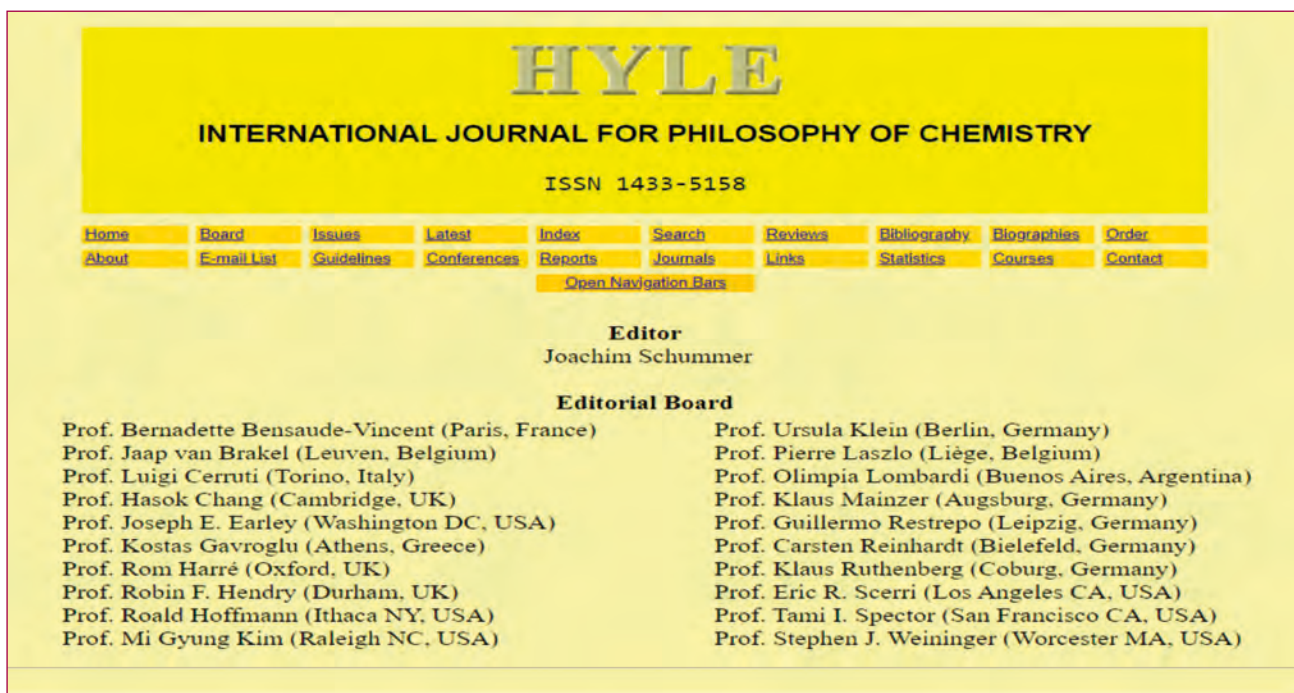 HYLE
INTERNATIONAL JOURNAL FOR PHILOSOPHY OF CHEMISTRY
ISSN 1433-5158
Home Board Issues Latest Index Search Reviews Bibliography Biographies Order
About E-mail List Guidelines Conferences Reports Journals Links Statistics Courses Contact
Open Navigation Bars
Editor
Joachim Schummer
Editorial Board
Prof. Bernadette Bensaude-Vincent (Paris, France)
Prof. Jaap van Brakel (Leuven, Belgium)
Prof. Luigi Cerruti (Torino, Italy)
Prof. Hasok Chang (Cambridge, UK)
Prof. Joseph E. Earley (Washington DC, USA)
Prof. Kostas Gavroglu (Athens, Greece)
Prof. Rom Harré (Oxford, UK)
Prof. Robin F. Hendry (Durham, UK)
Prof. Roald Hoffmann (Ithaca NY, USA)
Prof. Mi Gyung Kim (Raleigh NC, USA)
Prof. Ursula Klein (Berlin, Germany)
Prof. Pierre Laszlo (Liège, Belgium)
Prof. Olimpia Lombardi (Buenos Aires, Argentina)
Prof. Klaus Mainzer (Augsburg, Germany)
Prof. Guillermo Restrepo (Leipzig, Germany)
Prof. Carsten Reinhardt (Bielefeld, Germany)
Prof. Klaus Ruthenberg (Coburg, Germany)
Prof. Eric R. Scerri (Los Angeles CA, USA)
Prof. Tami I. Spector (San Francisco CA, USA)
Prof. Stephen J. Weininger (Worcester MA, USA)